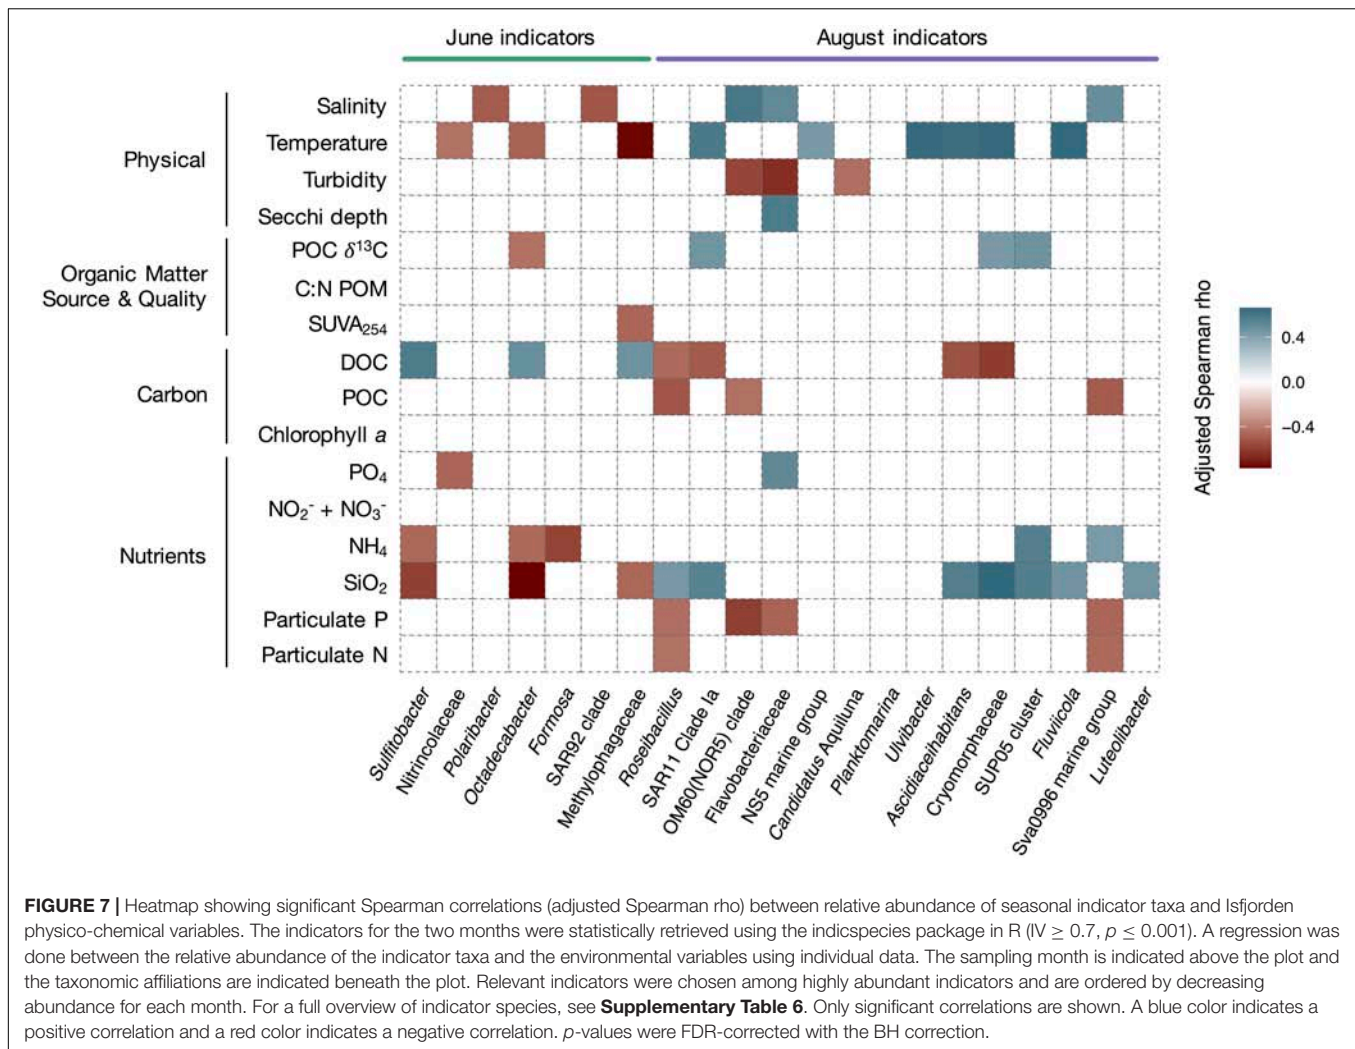 June indicators
August indicators
Physical
Salinity
Temperature
Turbidity
Secchi depth
Organic Matter
Source & Quality
POC δ¹³C
C:N POM
SUVA₂₅₄
Carbon
DOC
POC
Chlorophyll a
Nutrients
PO₄
NO₂⁻ + NO₃⁻
NH₄
SiO₂
Particulate P
Particulate N
Sulfitobacter
Nitrincolaceae
Polaribacter
Octadecabacter
Formosa
SAR92 clade
Methylophagaceae
Roseibacillus
SAR11 Clade Ia
OM60(NOR5) clade
Flavobacteriaceae
NS5 marine group
Candidatus Aquiluna
Planktomarina
Ulvibacter
Ascidiaceihabitans
Cryomorphaceae
SUP05 cluster
Fluviicola
Sva0996 marine group
Luteolibacter
Adjusted Spearman rho
0.4
0.0
−0.4
FIGURE 7 | Heatmap showing significant Spearman correlations (adjusted Spearman rho) between relative abundance of seasonal indicator taxa and Isfjorden
physico-chemical variables. The indicators for the two months were statistically retrieved using the indicspecies package in R (IV ≥ 0.7, p ≤ 0.001). A regression was
done between the relative abundance of the indicator taxa and the environmental variables using individual data. The sampling month is indicated above the plot and
the taxonomic affiliations are indicated beneath the plot. Relevant indicators were chosen among highly abundant indicators and are ordered by decreasing
abundance for each month. For a full overview of indicator species, see Supplementary Table 6. Only significant correlations are shown. A blue color indicates a
positive correlation and a red color indicates a negative correlation. p-values were FDR-corrected with the BH correction.